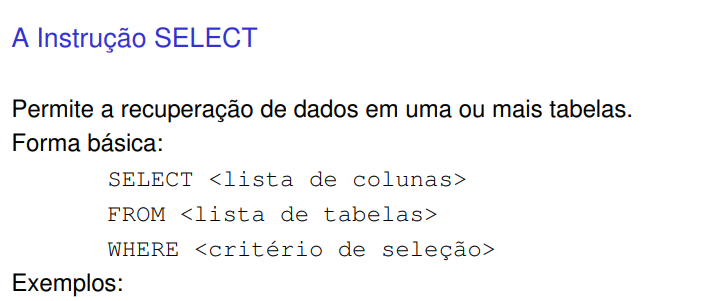 A Instrução SELECT
Permite a recuperação de dados em uma ou mais tabelas.
Forma básica:
SELECT <lista de colunas>
FROM <lista de tabelas>
WHERE <critério de seleção>
Exemplos: